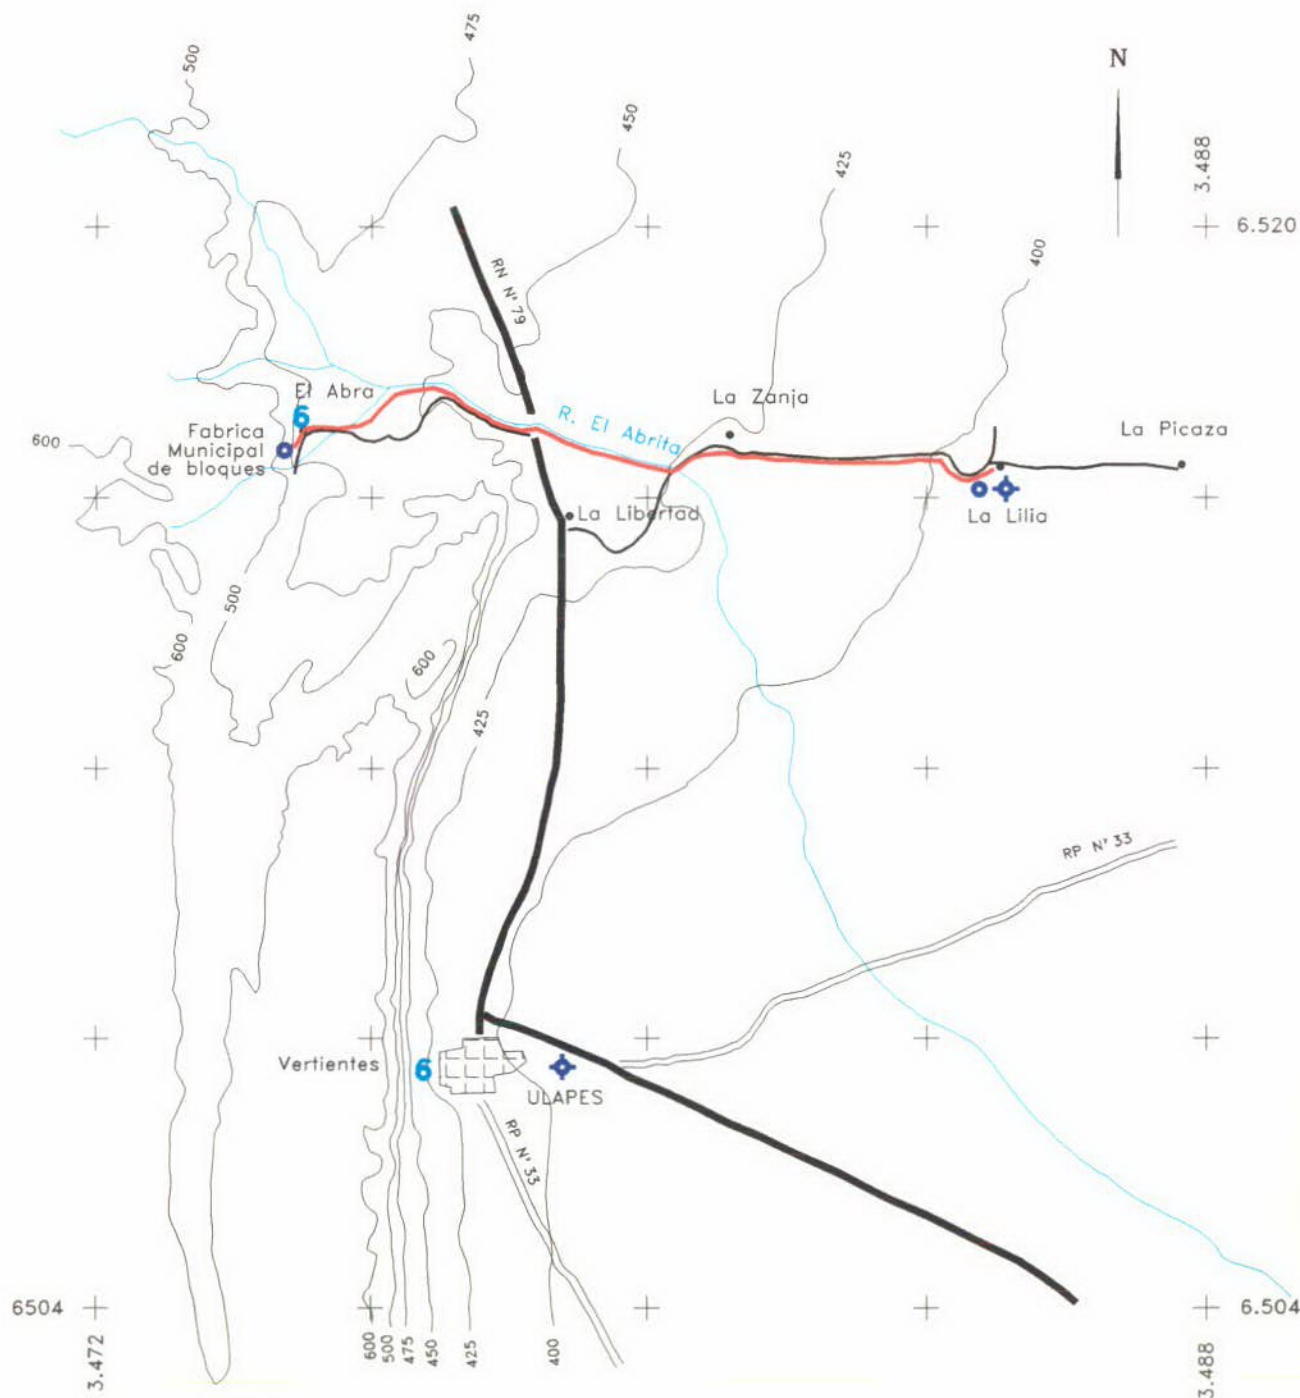 475
500
450
425
N
3.488
6.520
400
RN N° 79
El Abra
6
La Zanja
R. El Abrita
La Picaza
600
Fabrica
Municipal
de bloques
La Libertad
La Lilia
500
600
600
425
RP N° 33
Vertientes
6
ULAPES
RP N° 33
6504
6.504
3.472
600
500
475
450
425
400
3.488